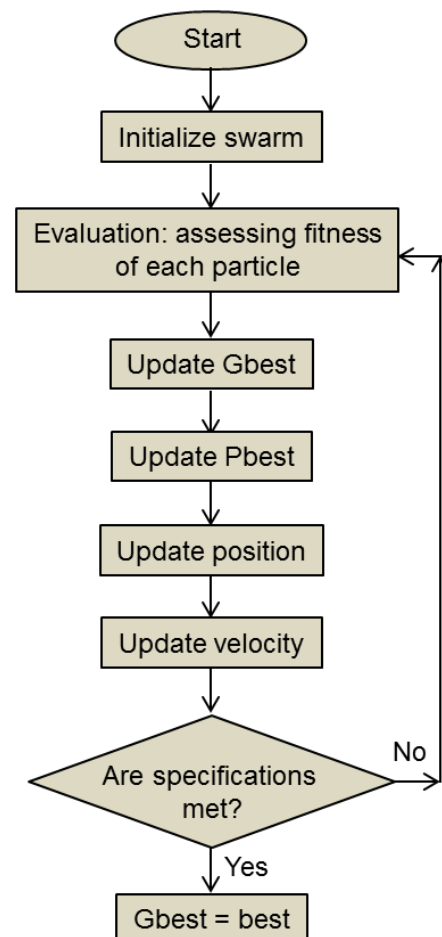 Start
Initialize swarm
Evaluation: assessing fitness
of each particle
Update Gbest
Update Pbest
Update position
Update velocity
Are specifications
met?
No
Yes
Gbest = best